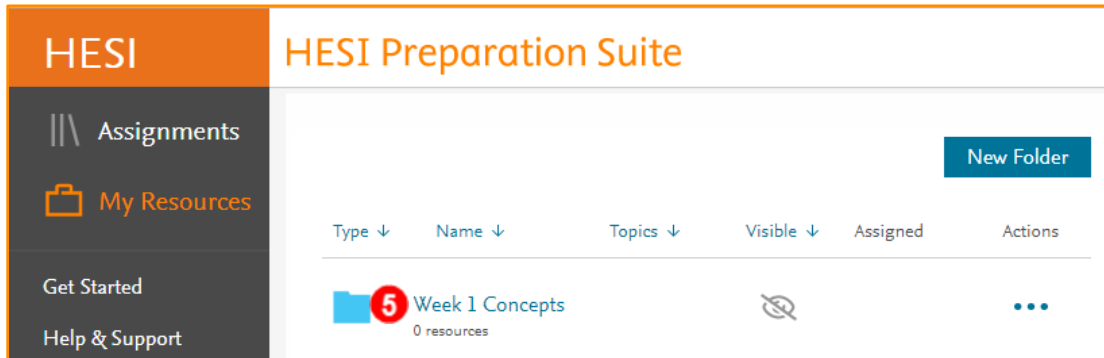 HESI
HESI Preparation Suite
Assignments
My Resources
Get Started
Help & Support
New Folder
Type ↓ Name ↓ Topics ↓ Visible ↓ Assigned Actions
5 Week 1 Concepts
0 resources